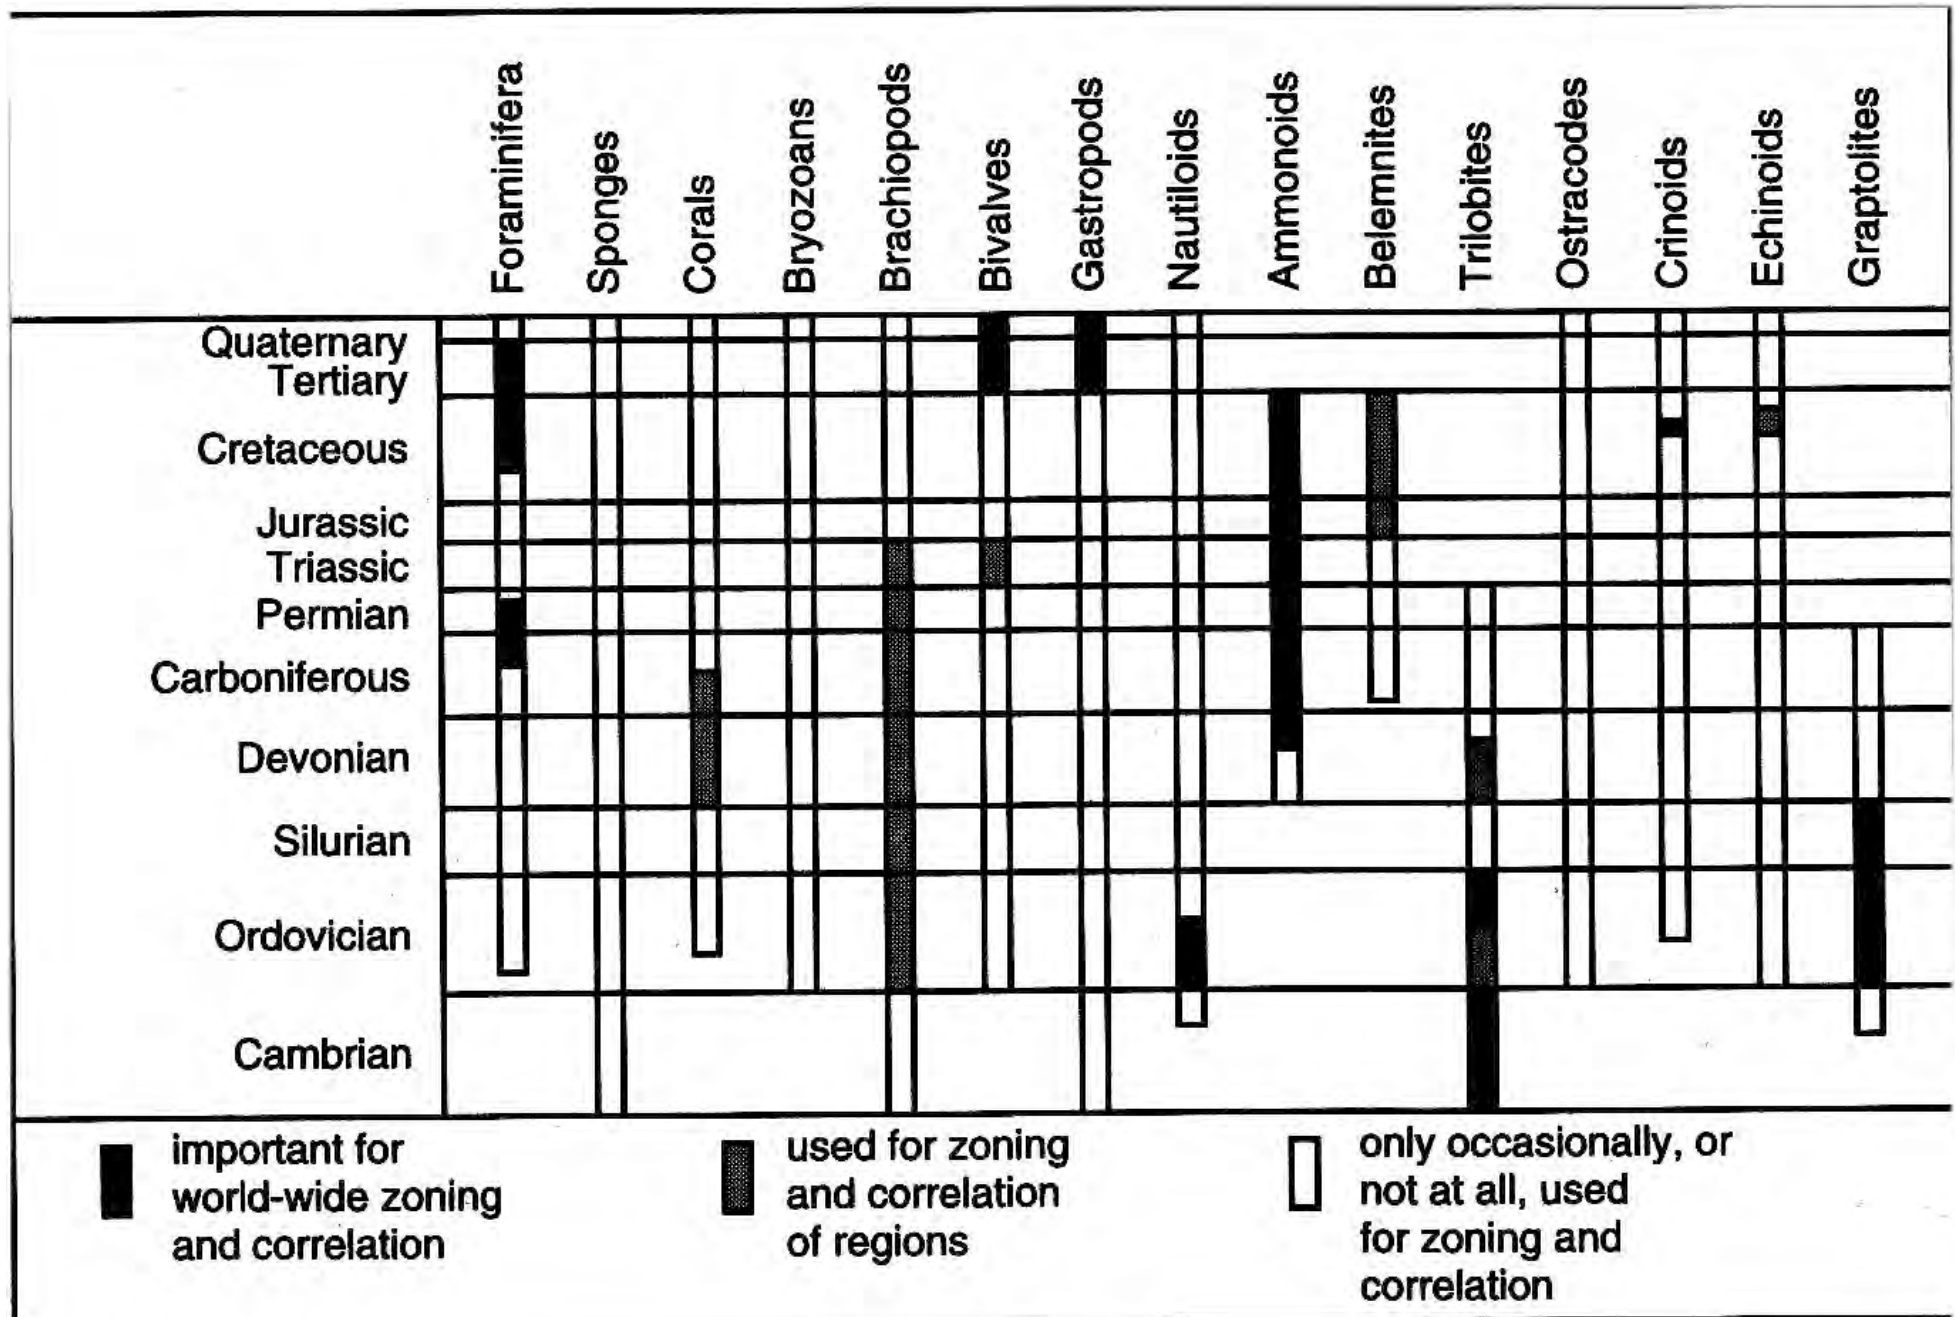 Foraminifera
Sponges
Corals
Bryozoans
Brachiopods
Bivalves
Gastropods
Nautiloids
Ammonoids
Belemnites
Trilobites
Ostracodes
Crinoids
Echinoids
Graptolites
Quaternary
Tertiary
Cretaceous
Jurassic
Triassic
Permian
Carboniferous
Devonian
Silurian
Ordovician
Cambrian
important for
world-wide zoning
and correlation
used for zoning
and correlation
of regions
only occasionally, or
not at all, used
for zoning and
correlation